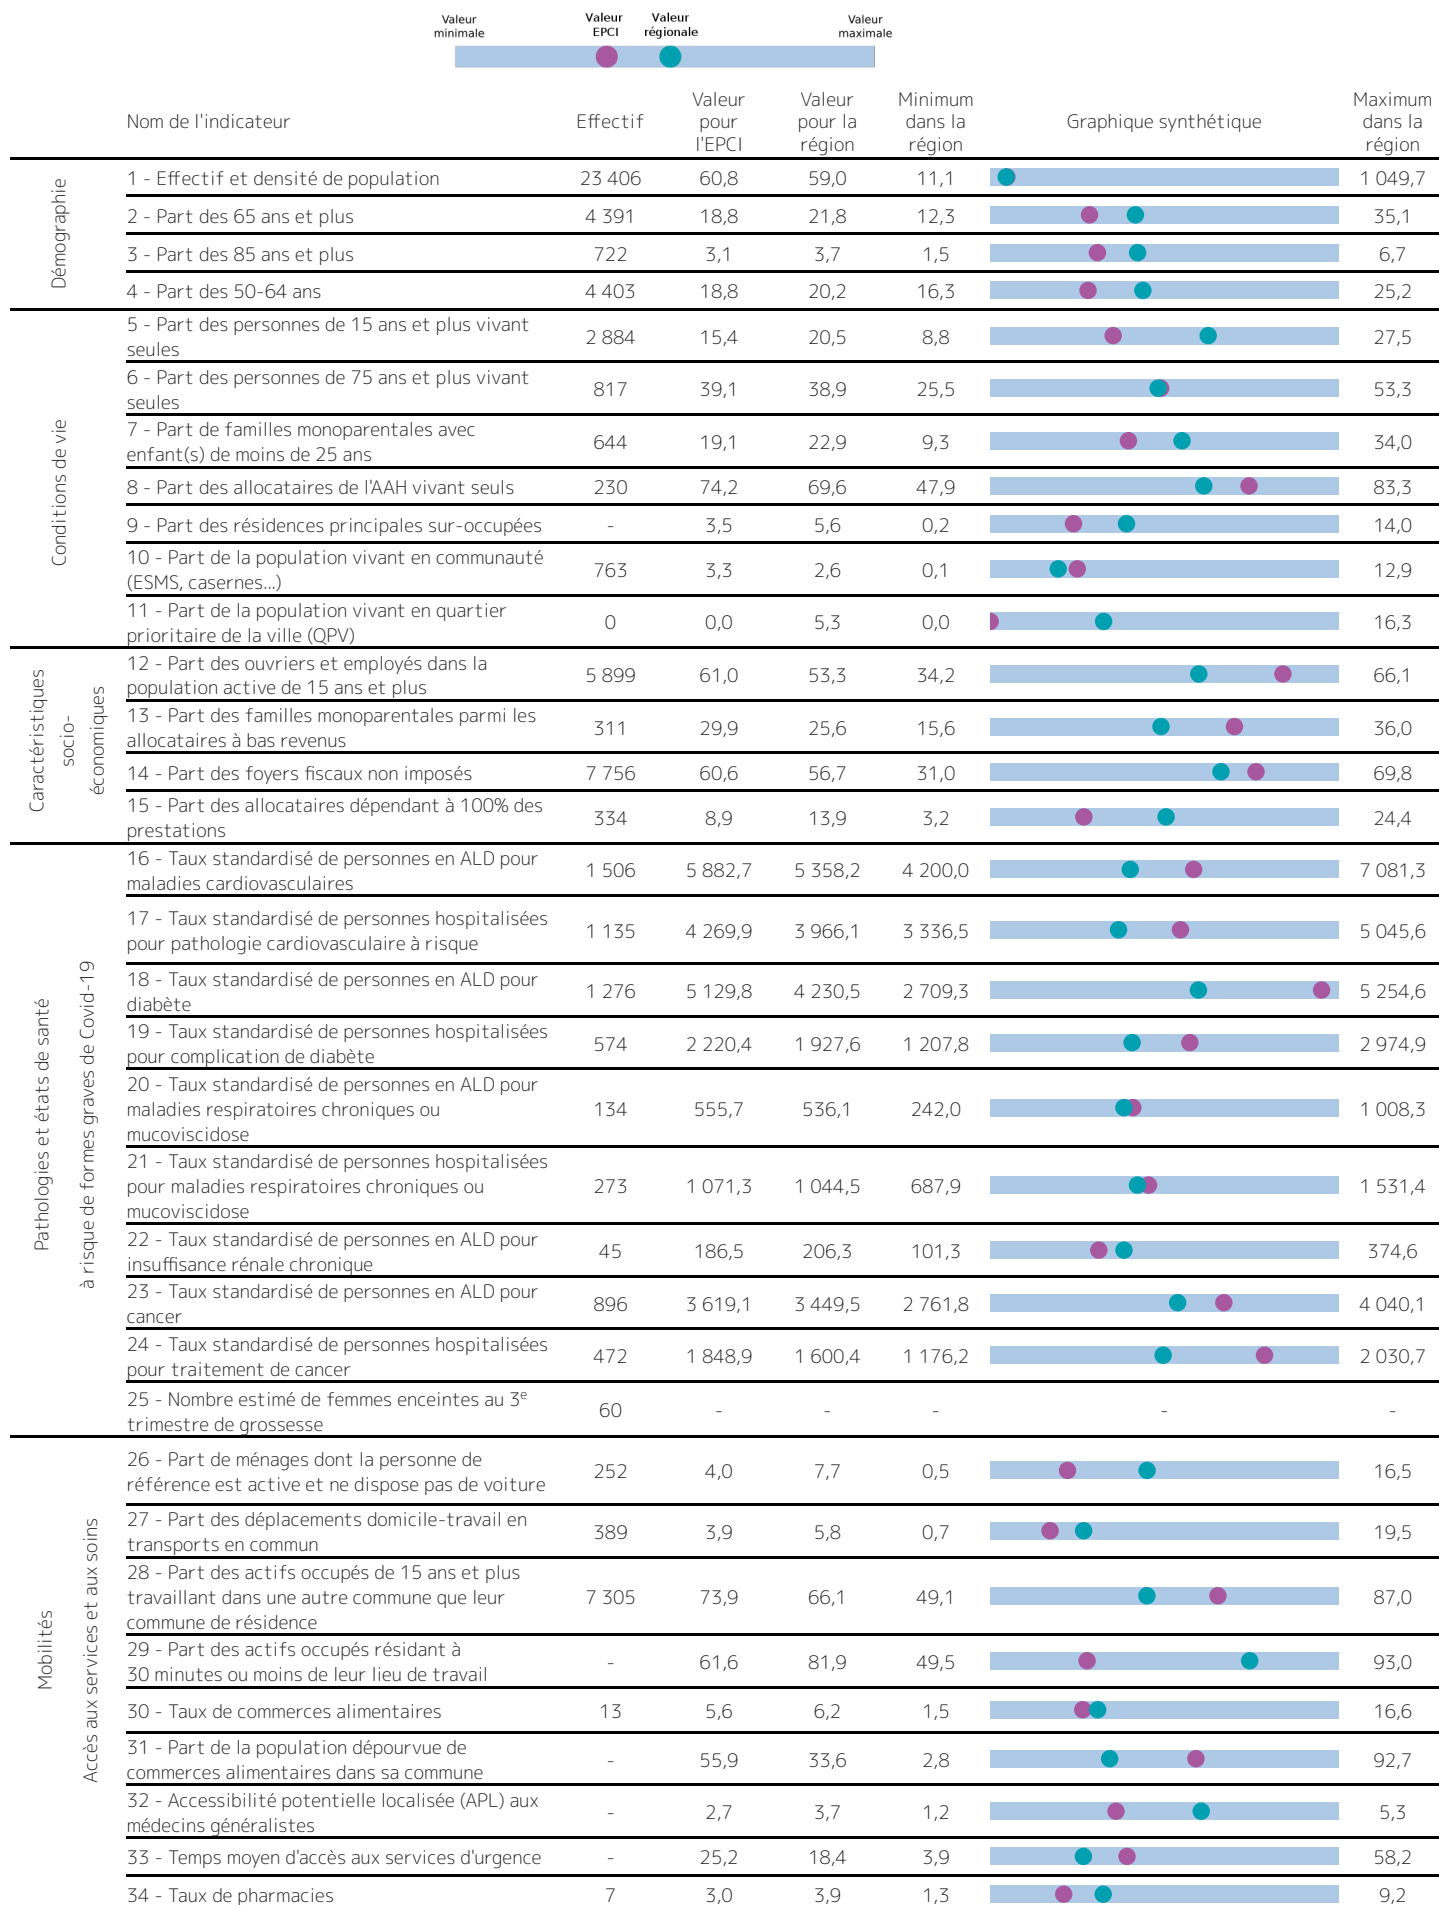 Valeur minimale
Valeur EPCI
Valeur régionale
Valeur maximale
Nom de l'indicateur Effectif Valeur pour l'EPCI Valeur pour la région Minimum dans la région Graphique synthétique Maximum dans la région
Démographie
1 - Effectif et densité de population 23 406 60,8 59,0 11,1 1 049,7
2 - Part des 65 ans et plus 4 391 18,8 21,8 12,3 35,1
3 - Part des 85 ans et plus 722 3,1 3,7 1,5 6,7
4 - Part des 50-64 ans 4 403 18,8 20,2 16,3 25,2
Conditions de vie
5 - Part des personnes de 15 ans et plus vivant
seules 2 884 15,4 20,5 8,8 27,5
6 - Part des personnes de 75 ans et plus vivant
seules 817 39,1 38,9 25,5 53,3
7 - Part de familles monoparentales avec
enfant(s) de moins de 25 ans 644 19,1 22,9 9,3 34,0
8 - Part des allocataires de l'AAH vivant seuls 230 74,2 69,6 47,9 83,3
9 - Part des résidences principales sur-occupées - 3,5 5,6 0,2 14,0
10 - Part de la population vivant en communauté
(ESMS, casernes...) 763 3,3 2,6 0,1 12,9
11 - Part de la population vivant en quartier
prioritaire de la ville (QPV) 0 0,0 5,3 0,0 16,3
Caractéristiques
socio-
économiques
12 - Part des ouvriers et employés dans la
population active de 15 ans et plus 5 899 61,0 53,3 34,2 66,1
13 - Part des familles monoparentales parmi les
allocataires à bas revenus 311 29,9 25,6 15,6 36,0
14 - Part des foyers fiscaux non imposés 7 756 60,6 56,7 31,0 69,8
15 - Part des allocataires dépendant à 100% des
prestations 334 8,9 13,9 3,2 24,4
Pathologies et états de santé
à risque de formes graves de Covid-19
16 - Taux standardisé de personnes en ALD pour
maladies cardiovasculaires 1 506 5 882,7 5 358,2 4 200,0 7 081,3
17 - Taux standardisé de personnes hospitalisées
pour pathologie cardiovasculaire à risque 1 135 4 269,9 3 966,1 3 336,5 5 045,6
18 - Taux standardisé de personnes en ALD pour
diabète 1 276 5 129,8 4 230,5 2 709,3 5 254,6
19 - Taux standardisé de personnes hospitalisées
pour complication de diabète 574 2 220,4 1 927,6 1 207,8 2 974,9
20 - Taux standardisé de personnes en ALD pour
maladies respiratoires chroniques ou
mucoviscidose 134 555,7 536,1 242,0 1 008,3
21 - Taux standardisé de personnes hospitalisées
pour maladies respiratoires chroniques ou
mucoviscidose 273 1 071,3 1 044,5 687,9 1 531,4
22 - Taux standardisé de personnes en ALD pour
insuffisance rénale chronique 45 186,5 206,3 101,3 374,6
23 - Taux standardisé de personnes en ALD pour
cancer 896 3 619,1 3 449,5 2 761,8 4 040,1
24 - Taux standardisé de personnes hospitalisées
pour traitement de cancer 472 1 848,9 1 600,4 1 176,2 2 030,7
25 - Nombre estimé de femmes enceintes au 3e
trimestre de grossesse 60 - - - - -
Mobilités
Accès aux services et aux soins
26 - Part de ménages dont la personne de
référence est active et ne dispose pas de voiture 252 4,0 7,7 0,5 16,5
27 - Part des déplacements domicile-travail en
transports en commun 389 3,9 5,8 0,7 19,5
28 - Part des actifs occupés de 15 ans et plus
travaillant dans une autre commune que leur
commune de résidence 7 305 73,9 66,1 49,1 87,0
29 - Part des actifs occupés résidant à
30 minutes ou moins de leur lieu de travail - 61,6 81,9 49,5 93,0
30 - Taux de commerces alimentaires 13 5,6 6,2 1,5 16,6
31 - Part de la population dépourvue de
commerces alimentaires dans sa commune - 55,9 33,6 2,8 92,7
32 - Accessibilité potentielle localisée (APL) aux
médecins généralistes - 2,7 3,7 1,2 5,3
33 - Temps moyen d'accès aux services d'urgence - 25,2 18,4 3,9 58,2
34 - Taux de pharmacies 7 3,0 3,9 1,3 9,2